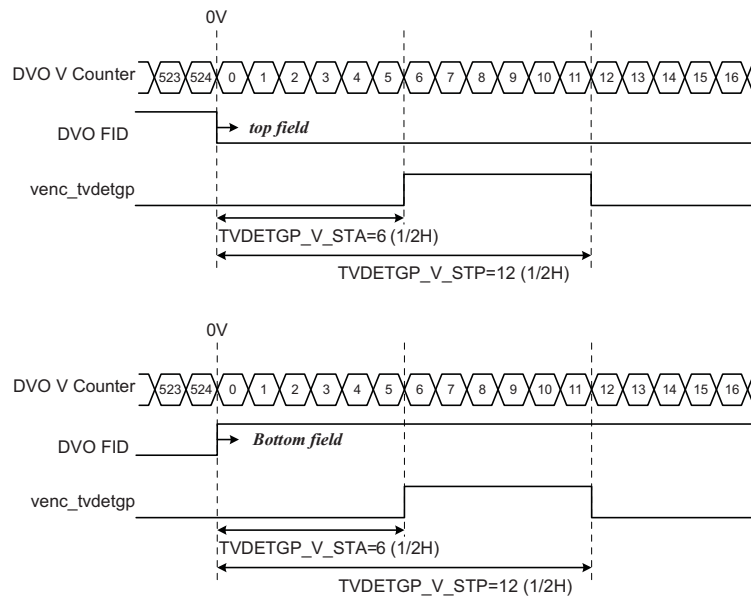 0V
DVO V Counter 523 524 0 1 2 3 4 5 6 7 8 9 10 11 12 13 14 15 16
DVO FID top field
venc_tvdetgp
TVDETGP_V_STA=6 (1/2H)
TVDETGP_V_STP=12 (1/2H)
0V
DVO V Counter 523 524 0 1 2 3 4 5 6 7 8 9 10 11 12 13 14 15 16
DVO FID Bottom field
venc_tvdetgp
TVDETGP_V_STA=6 (1/2H)
TVDETGP_V_STP=12 (1/2H)